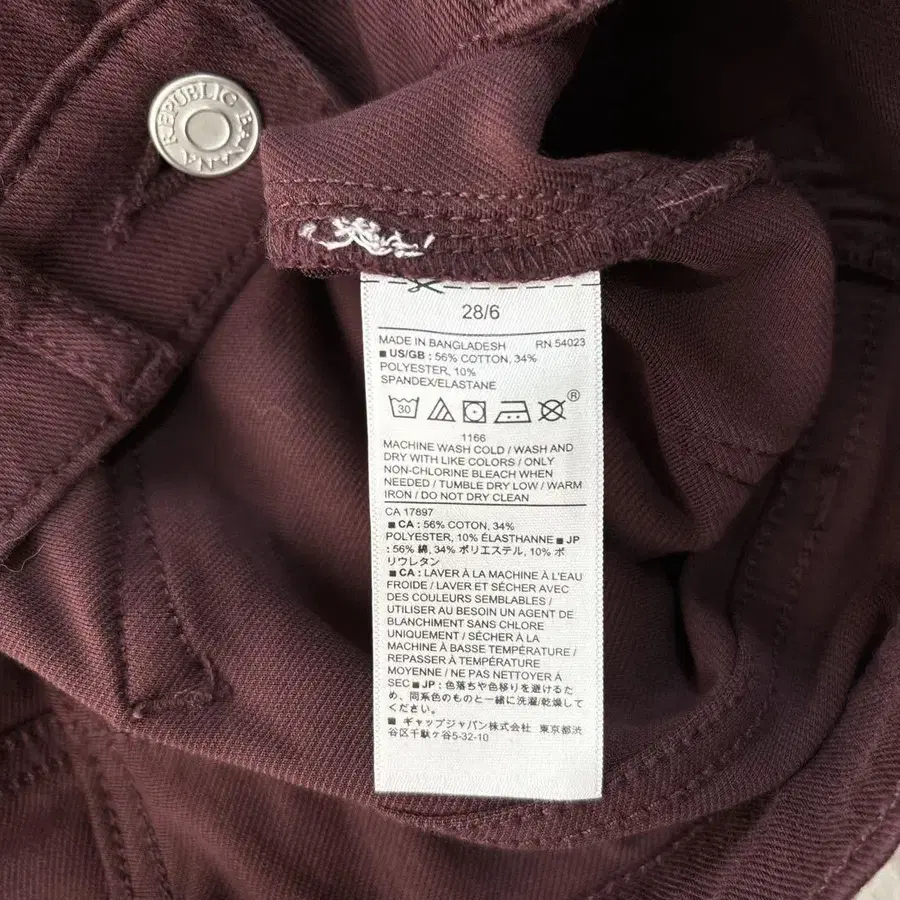 BANANA REPUBLIC
28/6
MADE IN BANGLADESH RN 54023
■ US/GB : 56% COTTON, 34%
POLYESTER, 10%
SPANDEX/ELASTANE
30
®
1166
MACHINE WASH COLD / WASH AND
DRY WITH LIKE COLORS / ONLY
NON-CHLORINE BLEACH WHEN
NEEDED / TUMBLE DRY LOW / WARM
IRON / DO NOT DRY CLEAN
CA 17897
■ CA : 56% COTON, 34%
POLYESTER, 10% ÉLASTHANNE ■ JP
: 56% 綿, 34% ポリエステル, 10% ポ
リウレタン
■ CA : LAVER À LA MACHINE À L'EAU
FROIDE / LAVER ET SÉCHER AVEC
DES COULEURS SEMBLABLES /
UTILISER AU BESOIN UN AGENT DE
BLANCHIMENT SANS CHLORE
UNIQUEMENT / SÉCHER À LA
MACHINE À BASSE TEMPÉRATURE /
REPASSER À TEMPÉRATURE
MOYENNE / NE PAS NETTOYER À
SEC ■ JP : 色落ちや色移りを避けるた
め、同系色のものと一緒に洗濯/乾燥して
ください。
■ ギャップジャパン株式会社 東京都渋
谷区千駄ヶ谷5-32-10